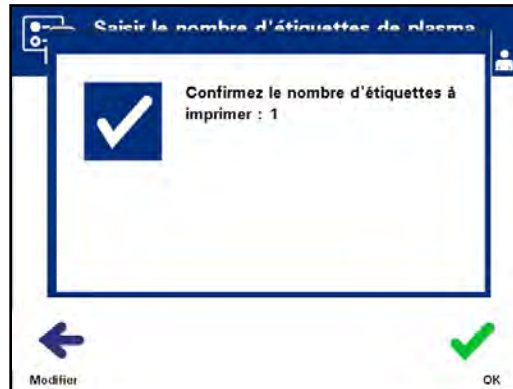 Saisir le nombre d'étiquettes de plasma
Confirmez le nombre d'étiquettes à
imprimer : 1
Modifier
OK